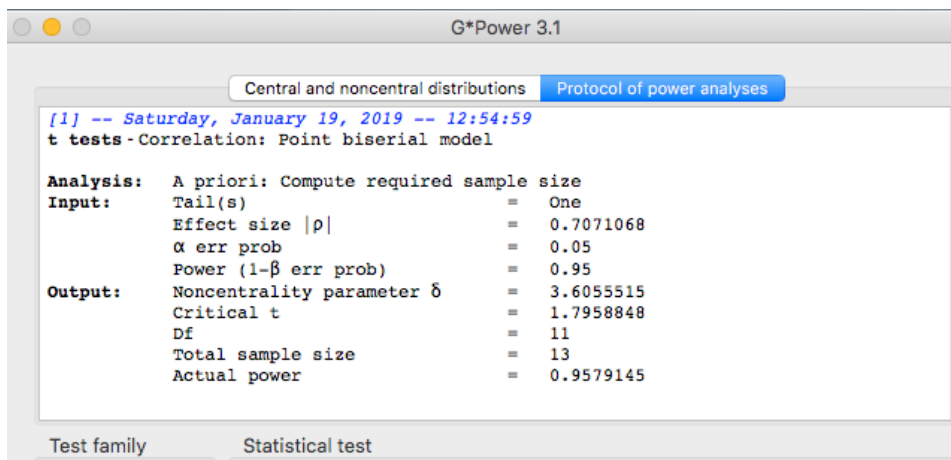 G*Power 3.1
Central and noncentral distributions Protocol of power analyses
[1] -- Saturday, January 19, 2019 -- 12:54:59
t tests - Correlation: Point biserial model
Analysis: A priori: Compute required sample size
Input: Tail(s) = One
Effect size |ρ| = 0.7071068
α err prob = 0.05
Power (1-β err prob) = 0.95
Output: Noncentrality parameter δ = 3.6055515
Critical t = 1.7958848
Df = 11
Total sample size = 13
Actual power = 0.9579145
Test family Statistical test